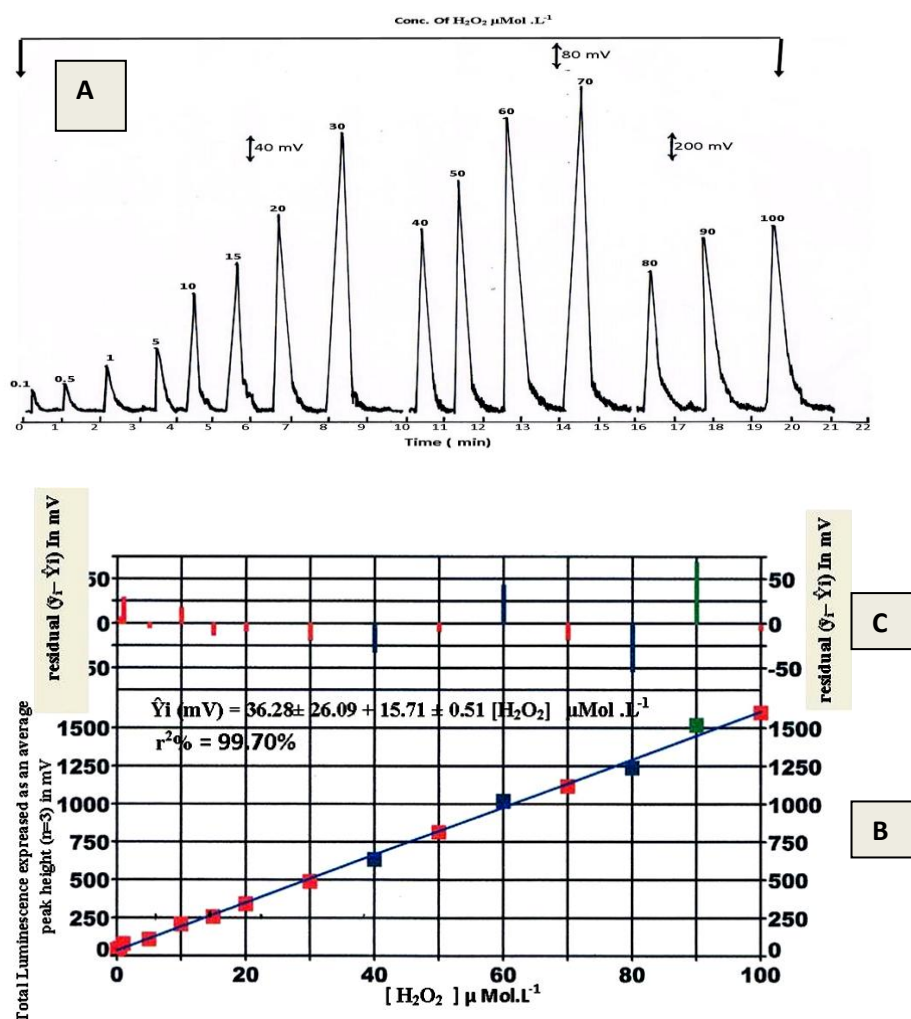 Conc. Of H₂O₂ µMol .L⁻¹
A
80 mV
70
60
30
40 mV
200 mV
50
20
40
100
90
15
80
10
5
1
0.5
0.1
0 1 2 3 4 5 6 7 8 9 10 11 12 13 14 15 16 17 18 19 20 21 22
Time ( min)
residual (ȳᵢ– Ŷi) In mV
50
0
50
50
0
-50
residual (ȳᵢ– Ŷi) In mV
C
Ŷi (mV) = 36.28± 26.09 + 15.71 ± 0.51 [H₂O₂] µMol .L⁻¹
r²% = 99.70%
Total Luminescence expreased as an average
peak height (n=3) in mV
1500
1250
1000
750
500
250
0
1500
1250
1000
750
500
250
0
B
0 20 40 60 80 100
[ H₂O₂ ] µ Mol.L⁻¹